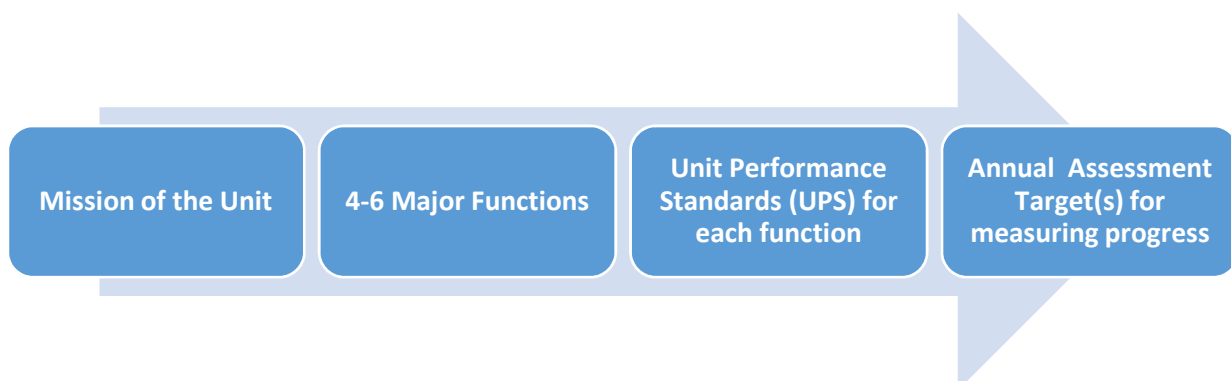 Mission of the Unit
4-6 Major Functions
Unit Performance
Standards (UPS) for
each function
Annual  Assessment
Target(s) for
measuring progress